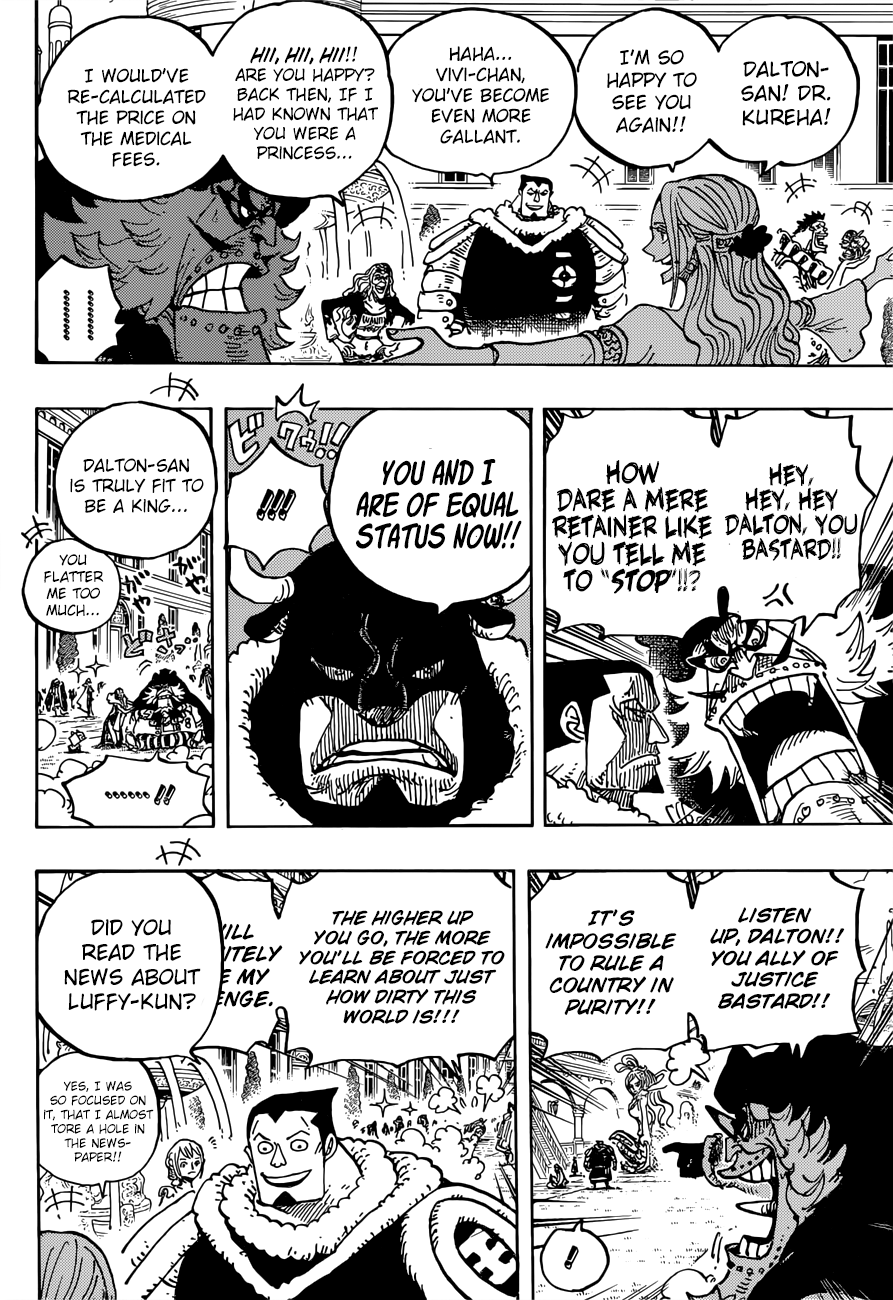 DALTON-
SAN! DR.
KUREHA!
I'M SO
HAPPY TO
SEE YOU
AGAIN!!
HAHA...
VIVI-CHAN,
YOU'VE BECOME
EVEN MORE
GALLANT.
HII, HII, HII!!
ARE YOU HAPPY?
BACK THEN, IF I
HAD KNOWN THAT
YOU WERE A
PRINCESS...
I WOULD'VE
RE-CALCULATED
THE PRICE ON
THE MEDICAL
FEES.
HEY,
HEY, HEY
DALTON, YOU
BASTARD!!
HOW
DARE A MERE
RETAINER LIKE
YOU TELL ME
TO "STOP"!!?
YOU AND I
ARE OF EQUAL
STATUS NOW!!
ビクゥ!!
!!!
DALTON-SAN
IS TRULY FIT TO
BE A KING...
YOU
FLATTER
ME TOO
MUCH...
....... !!
LISTEN
UP, DALTON!!
YOU ALLY OF
JUSTICE
BASTARD!!
IT'S
IMPOSSIBLE
TO RULE A
COUNTRY IN
PURITY!!
!
THE HIGHER UP
YOU GO, THE MORE
YOU'LL BE FORCED TO
LEARN ABOUT JUST
HOW DIRTY THIS
WORLD IS!!!
MY
DID YOU
READ THE
NEWS ABOUT
LUFFY-KUN?
YES, I WAS
SO FOCUSED ON
IT, THAT I ALMOST
TORE A HOLE IN
THE NEWS-
PAPER!!